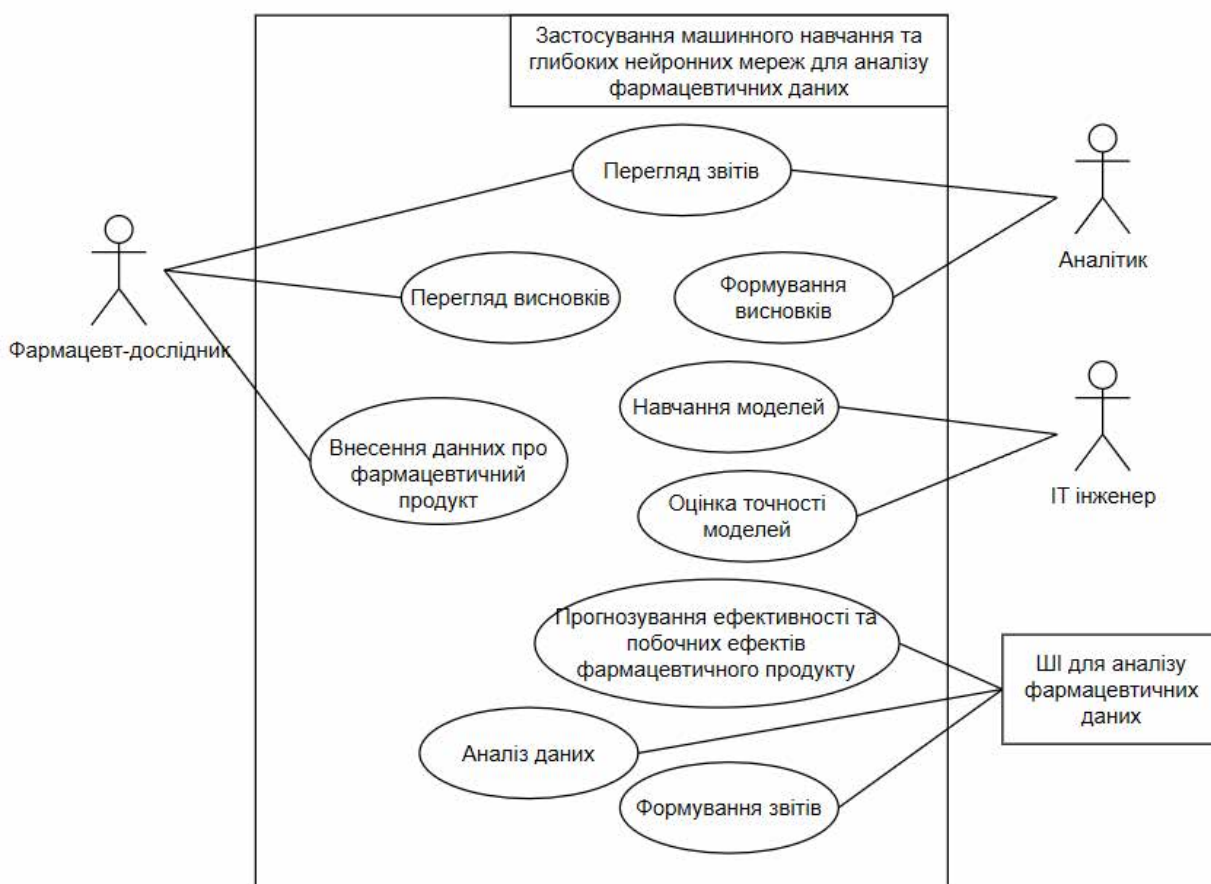 Застосування машинного навчання та
глибоких нейронних мереж для аналізу
фармацевтичних даних
Перегляд звітів
Аналітик
Перегляд висновків
Формування
висновків
Фармацевт-дослідник
Навчання моделей
Внесення данних про
фармацевтичний
продукт
ІТ інженер
Оцінка точності
моделей
Прогнозування ефективності та
побочних ефектів
фармацевтичного продукту
ШІ для аналізу
фармацевтичних
даних
Аналіз даних
Формування звітів